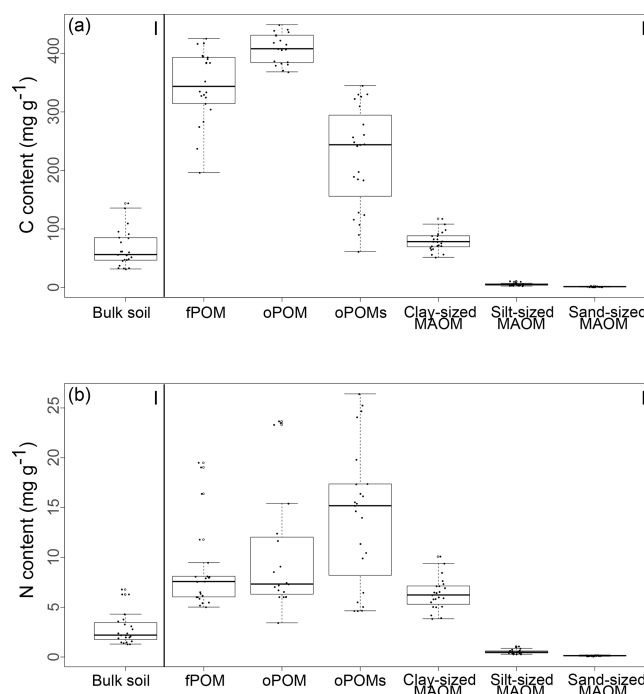 (a)
I
I
C content (mg g⁻¹)
400
300
200
100
0
Bulk soil fPOM oPOM oPOMs Clay-sized Silt-sized Sand-sized
MAOM MAOM MAOM
(b)
I
I
N content (mg g⁻¹)
25
20
15
10
5
0
Bulk soil fPOM oPOM oPOMs Clay-sized Silt-sized Sand-sized
MAOM MAOM MAOM